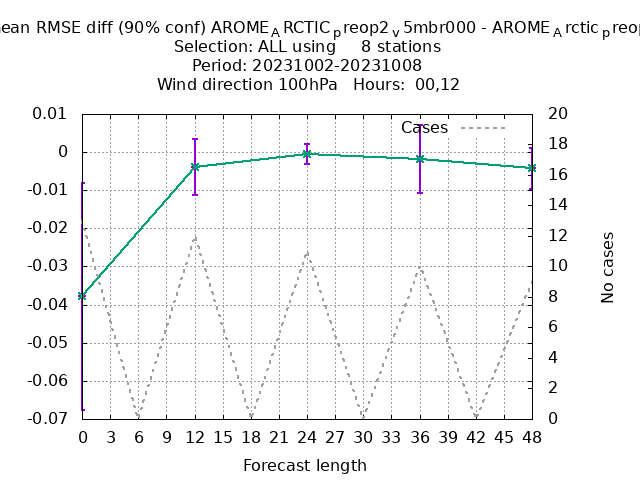 ean RMSE diff (90% conf) AROME_ARCTIC_preop2_v5mbr000 - AROME_Arctic_preop
Selection: ALL using 8 stations
Period: 20231002-20231008
Wind direction 100hPa Hours: 00,12
Cases
0.01
0
-0.01
-0.02
-0.03
-0.04
-0.05
-0.06
-0.07
20
18
16
14
12
10
8
6
4
2
0
No cases
0 3 6 9 12 15 18 21 24 27 30 33 36 39 42 45 48
Forecast length